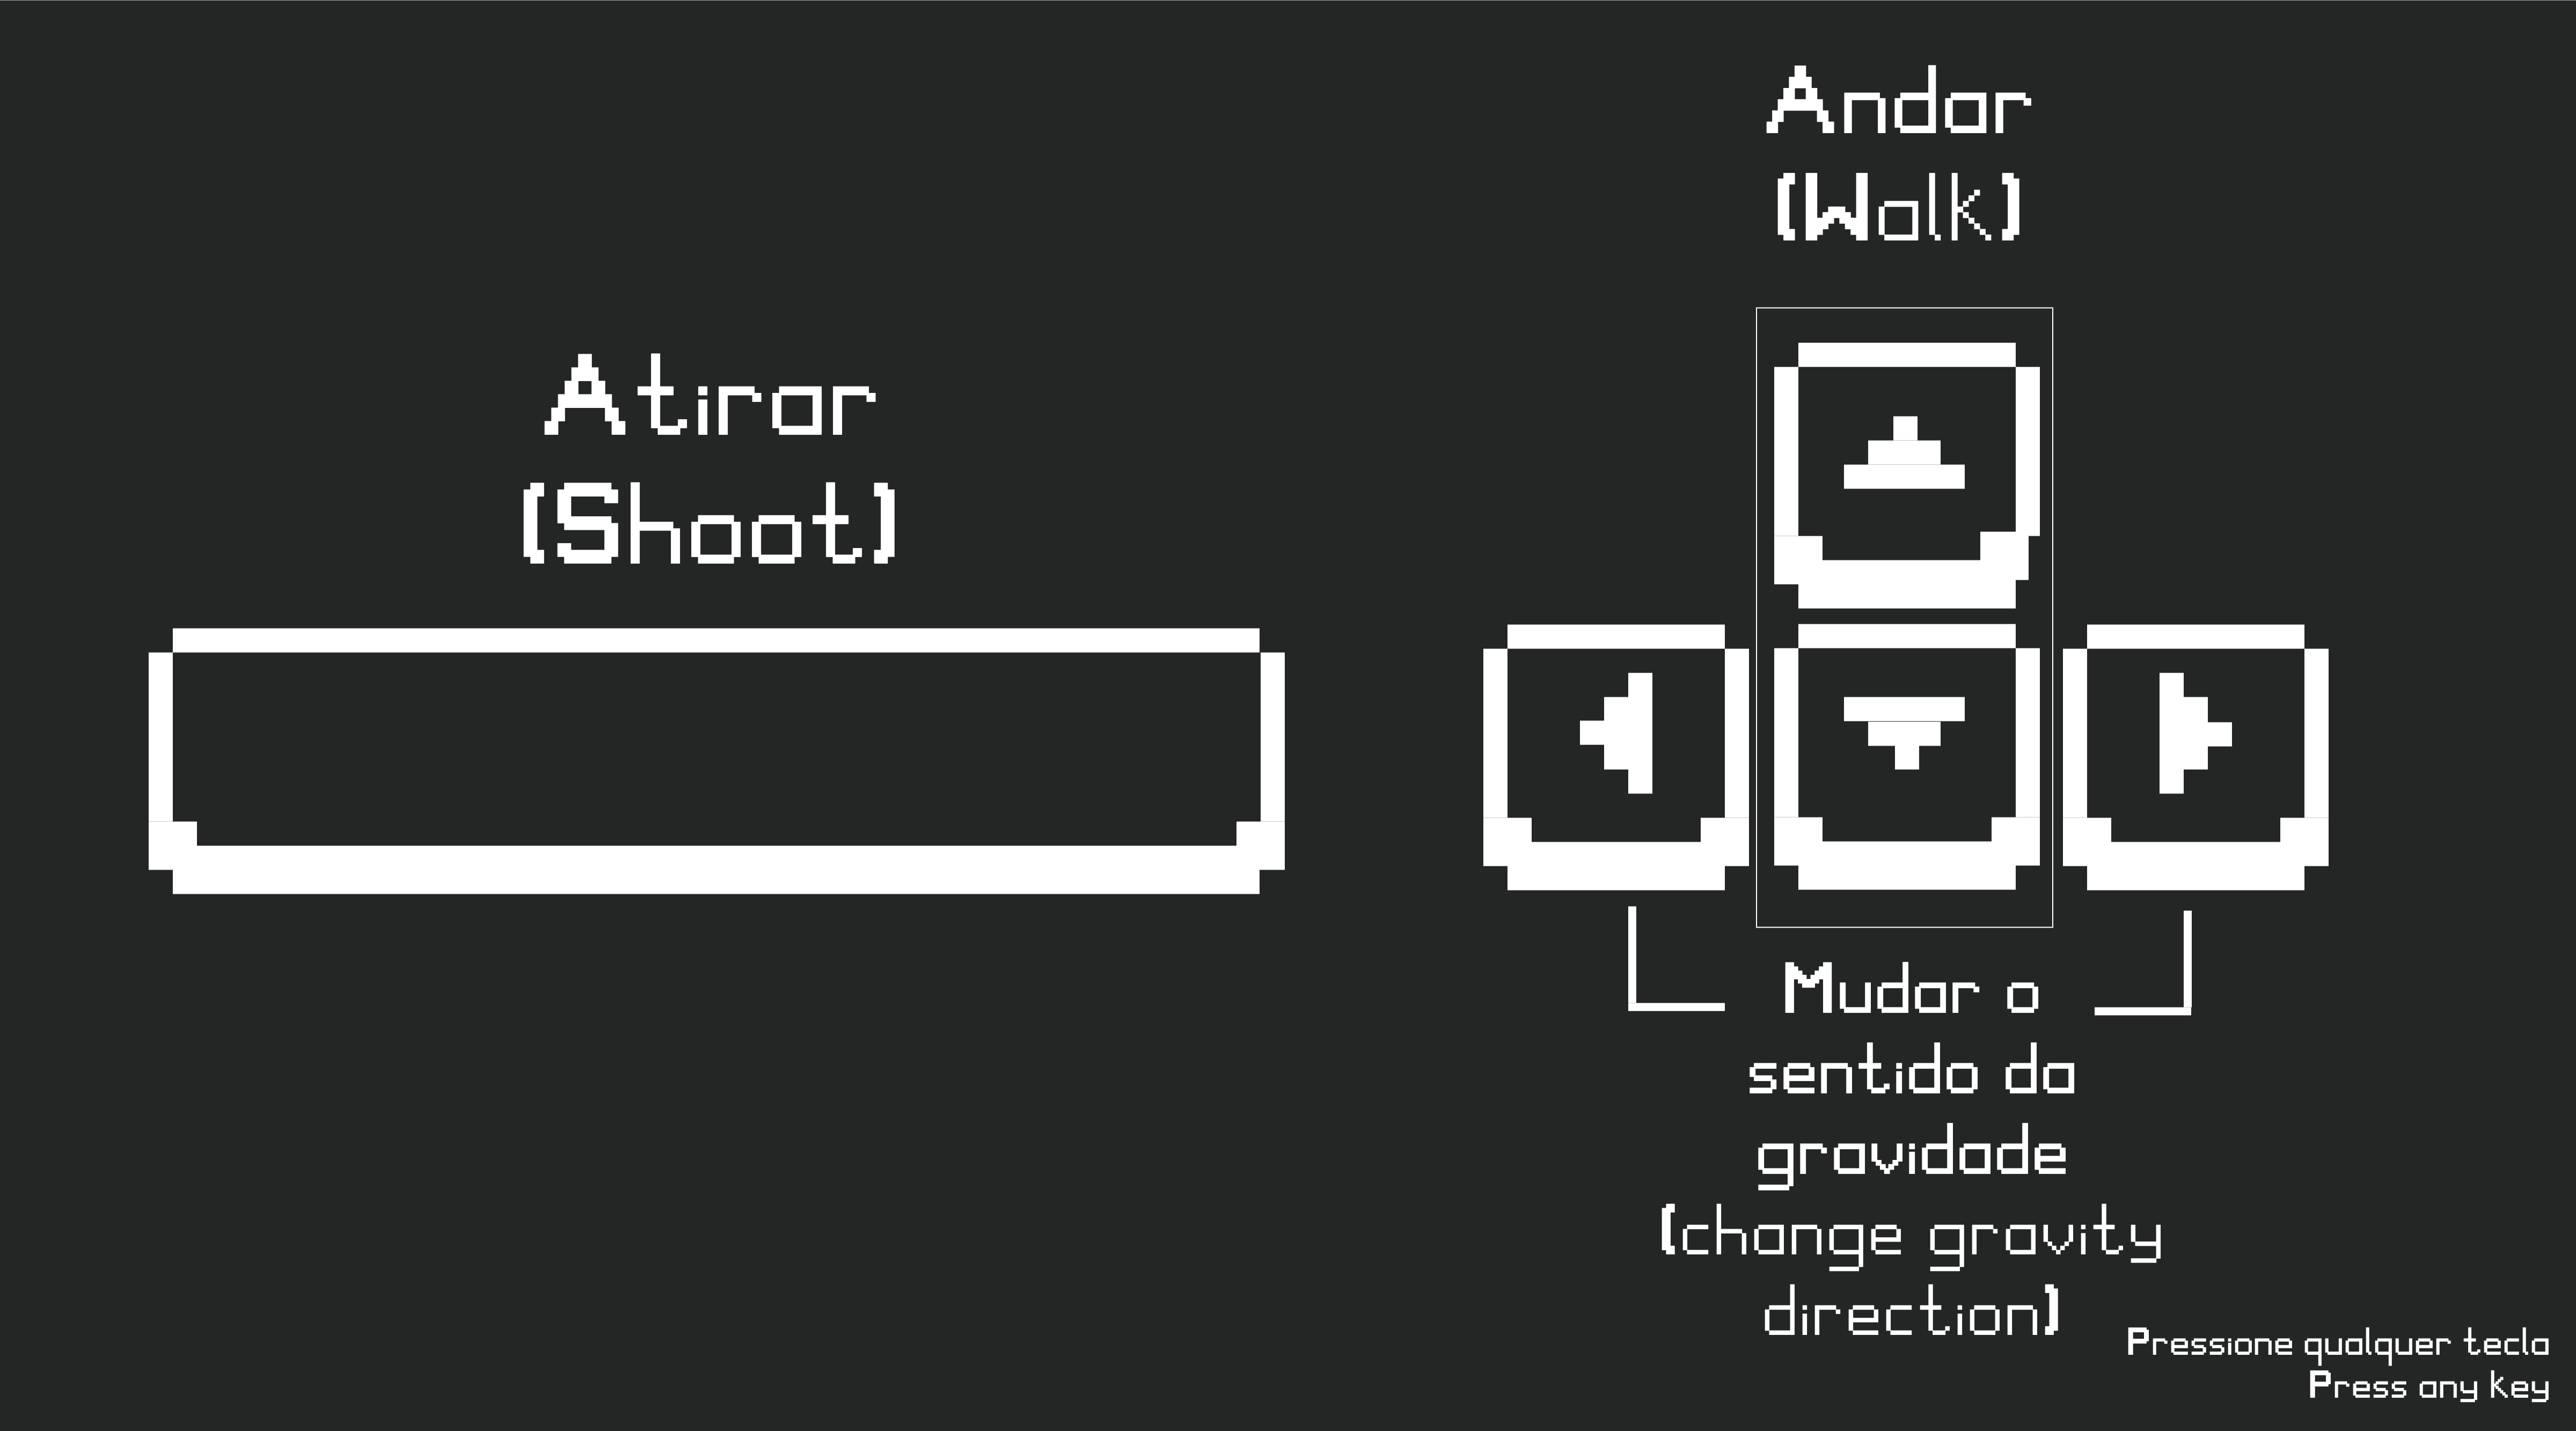 Atirar
(Shoot)
Andar
(Walk)
Mudar o
sentido da
gravidade
(change gravity
direction)
Pressione qualquer tecla
Press any key